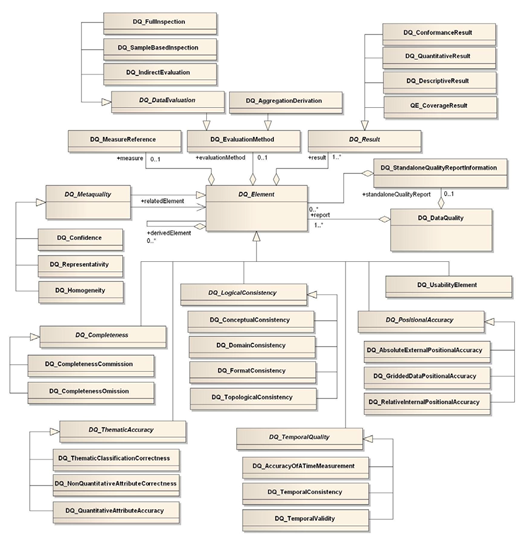 DQ_FullInspection
DQ_SampleBasedInspection
DQ_IndirectEvaluation
DQ_DataEvaluation
DQ_AggregationDerivation
DQ_ConformanceResult
DQ_QuantitativeResult
DQ_DescriptiveResult
QE_CoverageResult
DQ_MeasureReference
DQ_EvaluationMethod
DQ_Result
+measure 0..1
+evaluationMethod 0..1
+result 1..*
DQ_StandaloneQualityReportInformation
+standaloneQualityReport 0..1
DQ_Metaquality
+relatedElement
DQ_Element
0..*
+report
1..*
DQ_DataQuality
+derivedElement
0..*
DQ_Confidence
DQ_Representativity
DQ_Homogeneity
DQ_LogicalConsistency
DQ_ConceptualConsistency
DQ_DomainConsistency
DQ_FormatConsistency
DQ_TopologicalConsistency
DQ_UsabilityElement
DQ_PositionalAccuracy
DQ_AbsoluteExternalPositionalAccuracy
DQ_GriddedDataPositionalAccuracy
DQ_RelativeInternalPositionalAccuracy
DQ_Completeness
DQ_CompletenessCommission
DQ_CompletenessOmission
DQ_ThematicAccuracy
DQ_ThematicClassificationCorrectness
DQ_NonQuantitativeAttributeCorrectness
DQ_QuantitativeAttributeAccuracy
DQ_TemporalQuality
DQ_AccuracyOfATimeMeasurement
DQ_TemporalConsistency
DQ_TemporalValidity